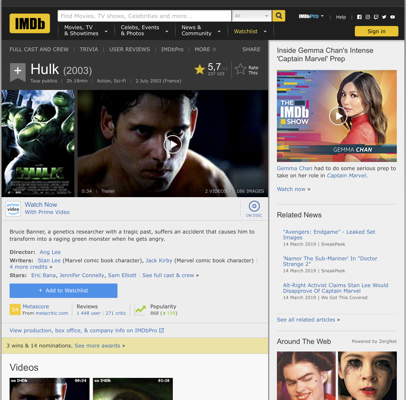 IMDb
Find Movies, TV shows, Celebrities and more...
All
IMDbPro
Help
Movies, TV
& Showtimes
Celebs, Events
& Photos
News &
Community
Watchlist
Sign in
FULL CAST AND CREW | TRIVIA | USER REVIEWS | IMDbPro | MORE
SHARE
Hulk (2003)
Tous publics | 2h 18min | Action, Sci-Fi | 2 July 2003 (France)
5,7
Rate
This
HULK
0:34 | Trailer
2 VIDEOS | 186 IMAGES
prime
video
Watch Now
With Prime Video
ON DISC
Bruce Banner, a genetics researcher with a tragic past, suffers an accident that causes him to
transform into a raging green monster when he gets angry.
Director: Ang Lee
Writers: Stan Lee (Marvel comic book character), Jack Kirby (Marvel comic book character) |
4 more credits »
Stars: Eric Bana, Jennifer Connelly, Sam Elliott | See full cast & crew »
+ Add to Watchlist
Metascore
From metacritic.com
Reviews
1 448 user | 271 critic
Popularity
View production, box office, & company info on IMDbPro
3 wins & 14 nominations. See more awards »
Videos
Inside Gemma Chan's Intense
'Captain Marvel' Prep
THE
IMDb
SHOW
GEMMA CHAN
Gemma Chan had to do some serious prep to
take on her role in Captain Marvel.
Watch now »
Related News
"Avengers: Endgame" - Leaked Set
Images
14 March 2019 | SneakPeek
'Namor The Sub-Mariner' In "Doctor
Strange 2"
14 March 2019 | SneakPeek
Alt-Right Activist Claims Stan Lee Would
Disapprove Of Captain Marvel
14 March 2019 | We Got This Covered
See all related articles »
Around The Web
Powered by ZergNet